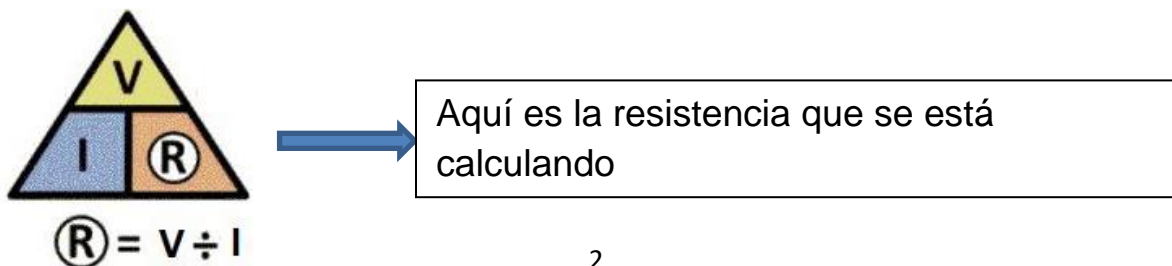 V
I R
R = V ÷ I
Aquí es la resistencia que se está
calculando
2